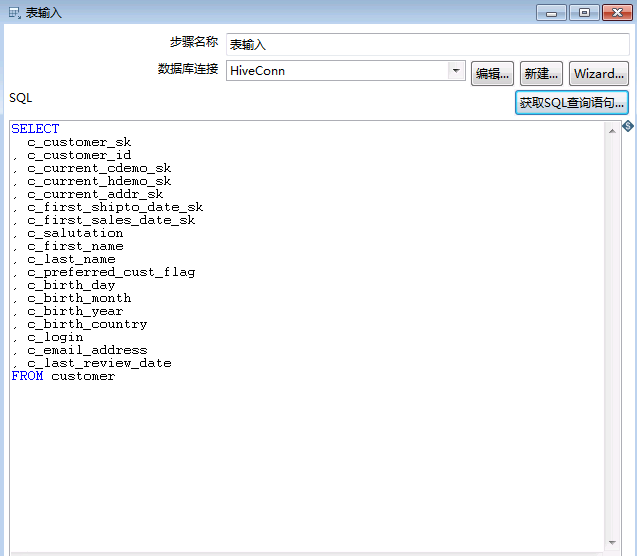 表输入
步骤名称 表输入
数据库连接 HiveConn 编辑... 新建... Wizard...
SQL 获取SQL查询语句...
SELECT
  c_customer_sk
, c_customer_id
, c_current_cdemo_sk
, c_current_hdemo_sk
, c_current_addr_sk
, c_first_shipto_date_sk
, c_first_sales_date_sk
, c_salutation
, c_first_name
, c_last_name
, c_preferred_cust_flag
, c_birth_day
, c_birth_month
, c_birth_year
, c_birth_country
, c_login
, c_email_address
, c_last_review_date
FROM customer